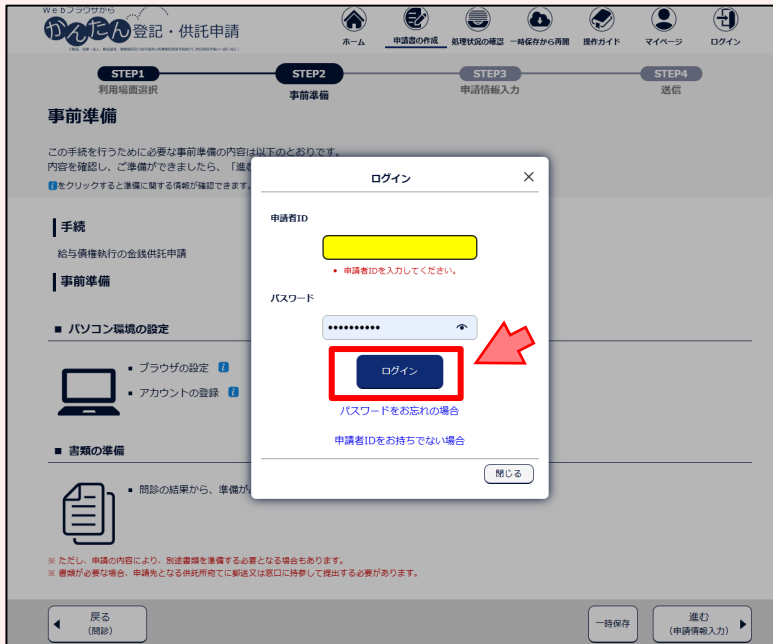 Webブラウザから
かんたん登記・供託申請
ホーム
申請書の作成
処理状況の確認
一時保存から再開
操作ガイド
マイページ
ログイン
STEP1
利用場面選択
STEP2
事前準備
STEP3
申請情報入力
STEP4
送信
事前準備
この手続を行うために必要な事前準備の内容は以下のとおりです。
内容を確認し、ご準備ができましたら、「進
iをクリックすると準備に関する情報が確認できます。
手続
給与債権執行の金銭供託申請
事前準備
■ パソコン環境の設定
▪ ブラウザの設定 i
▪ アカウントの登録 i
■ 書類の準備
▪ 問診の結果から、準備が
※ ただし、申請の内容により、別途書類を準備する必要となる場合もあります。
※ 書類が必要な場合、申請先となる供託所宛てに郵送又は窓口に持参して提出する必要があります。
ログイン
×
申請者ID
• 申請者IDを入力してください。
パスワード
••••••••••
ログイン
パスワードをお忘れの場合
申請者IDをお持ちでない場合
閉じる
戻る
(問診)
一時保存
進む
(申請情報入力)